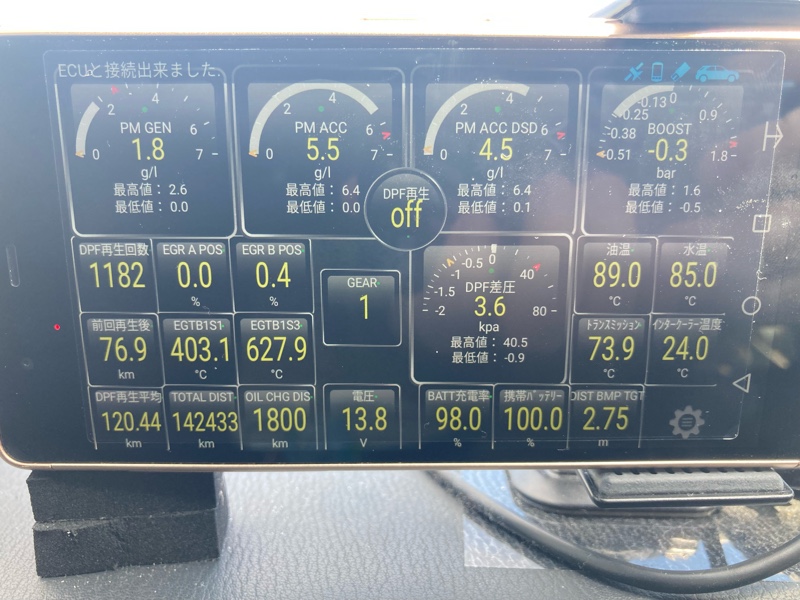 ECUと接続出来ました.
0 2 4 6 7
PM GEN
1.8
g/l
最高値： 2.6
最低値： 0.0
0 2 4 6 7
PM ACC
5.5
g/l
最高値： 6.4
最低値： 0.0
0 2 4 6 7
PM ACC DSD
4.5
g/l
最高値： 6.4
最低値： 0.1
-0.51 -0.38 -0.25 -0.13 0 0.9 1.8
BOOST
-0.3
bar
最高値： 1.6
最低値： -0.5
DPF再生
off
DPF再生回数
1182
EGR A POS
0.0
%
EGR B POS
0.4
%
GEAR
1
-2 -1.5 -1 -0.5 0 40 80
DPF差圧
3.6
kpa
最高値： 40.5
最低値： -0.9
油温
89.0
°C
水温
85.0
°C
前回再生後
76.9
km
EGTB1S1
403.1
°C
EGTB1S3
627.9
°C
ﾄﾗﾝｽﾐｯｼｮﾝ
73.9
°C
ｲﾝﾀｰｸｰﾗｰ温度
24.0
°C
DPF再生平均
120.44
km
TOTAL DIST
142433
km
OIL CHG DIS
1800
km
電圧
13.8
V
BATT充電率
98.0
%
携帯ﾊﾞｯﾃﾘｰ
100.0
%
DIST BMP TGT
2.75
m